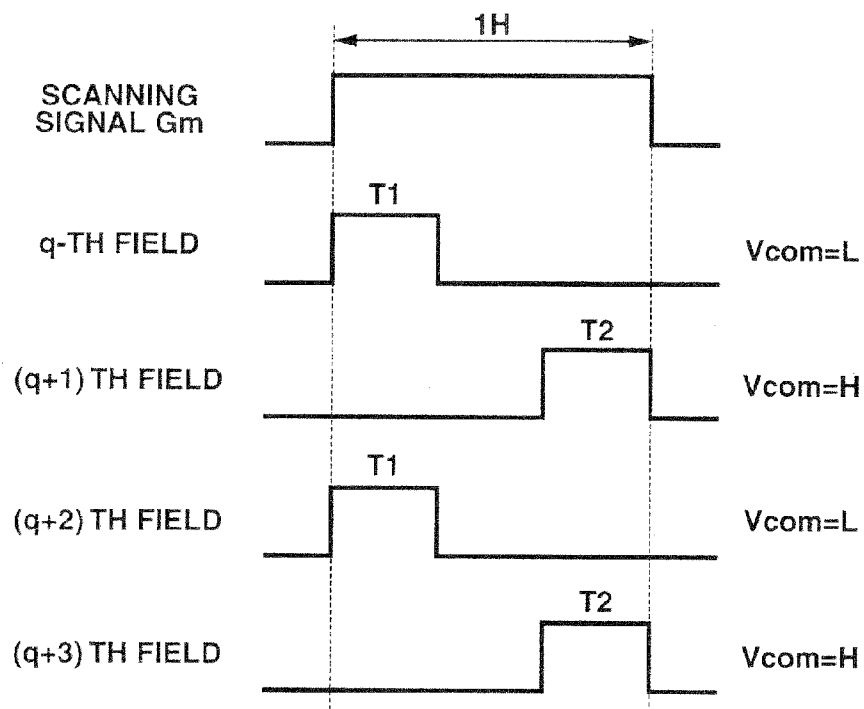 1H
SCANNING
SIGNAL Gm
T1
q-TH FIELD
Vcom=L
T2
(q+1) TH FIELD
Vcom=H
T1
(q+2) TH FIELD
Vcom=L
T2
(q+3) TH FIELD
Vcom=H